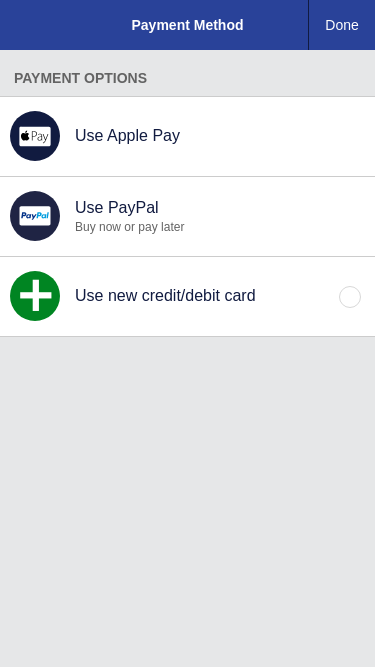 Payment Method
Done
PAYMENT OPTIONS
Pay
Use Apple Pay
PayPal
Use PayPal
Buy now or pay later
Use new credit/debit card